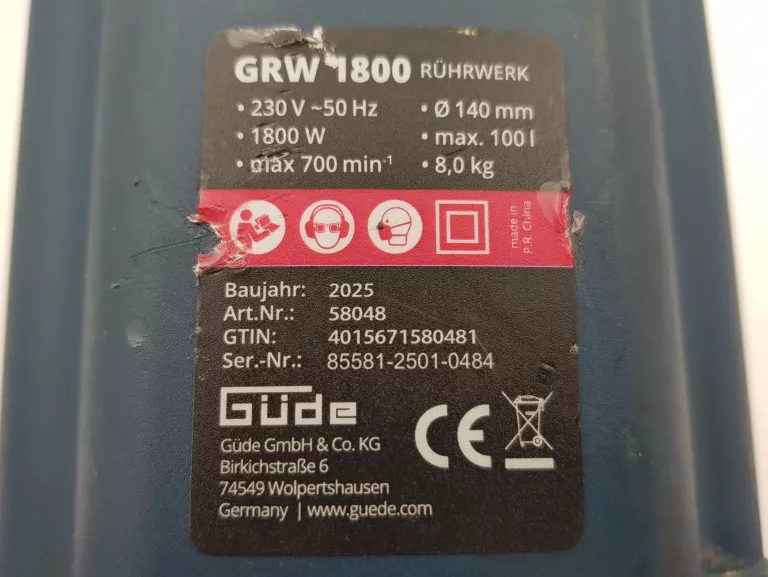 GRW 1800 RÜHRWERK
• 230 V ~50 Hz • Ø 140 mm
• 1800 W • max. 100 l
• max 700 min⁻¹ • 8,0 kg
made in
P.R. China
Baujahr: 2025
Art.Nr.: 58048
GTIN: 4015671580481
Ser.-Nr.: 85581-2501-0484
Güde
CE
Güde GmbH & Co. KG
Birkichstraße 6
74549 Wolpertshausen
Germany | www.guede.com